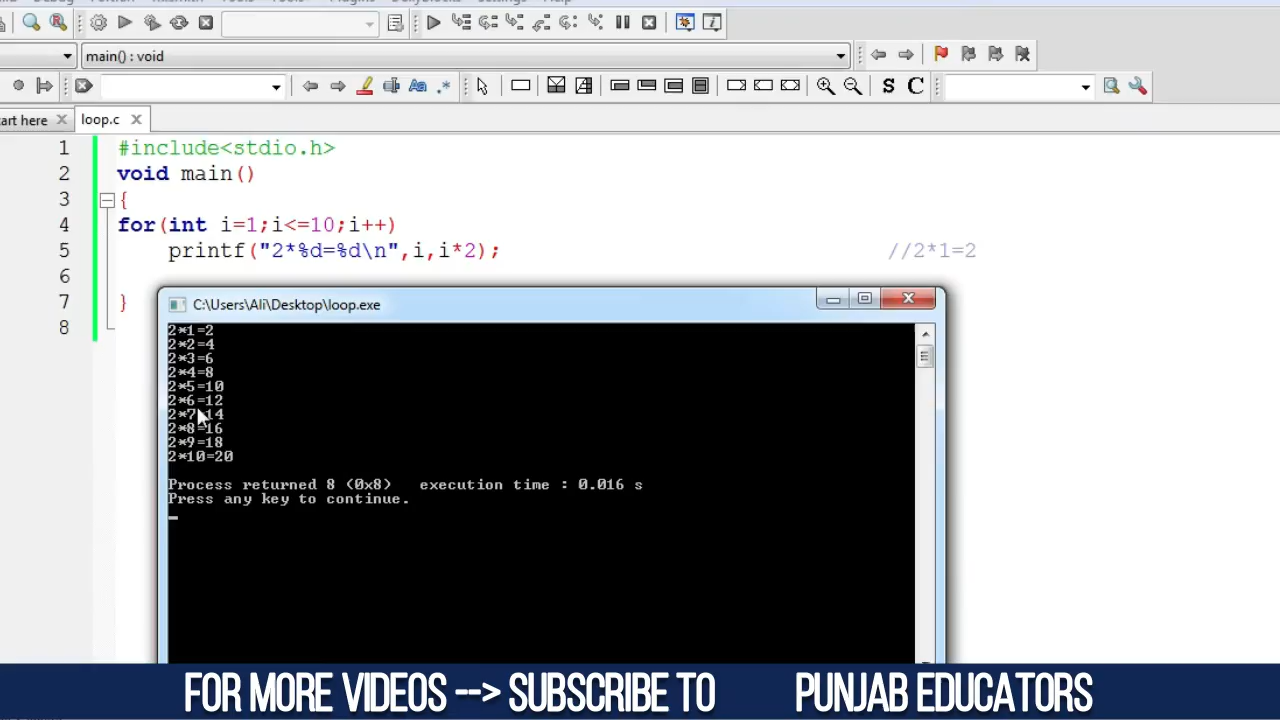 main() : void
art here
loop.c
1 #include<stdio.h>
2 void main()
3 {
4 for(int i=1;i<=10;i++)
5 printf("2*%d=%d\n",i,i*2); //2*1=2
6
7 }
8
C:\Users\Ali\Desktop\loop.exe
2*1=2
2*2=4
2*3=6
2*4=8
2*5=10
2*6=12
2*7=14
2*8=16
2*9=18
2*10=20
Process returned 8 (0x8) execution time : 0.016 s
Press any key to continue.
FOR MORE VIDEOS --> SUBSCRIBE TO PUNJAB EDUCATORS